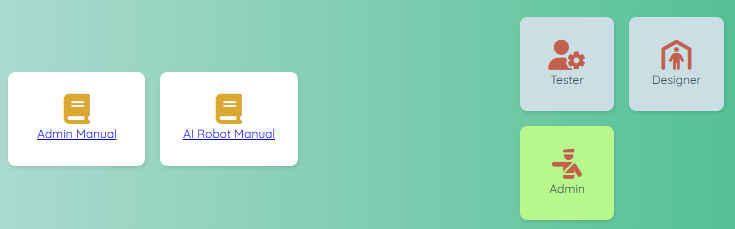 Admin Manual
AI Robot Manual
Tester
Designer
Admin